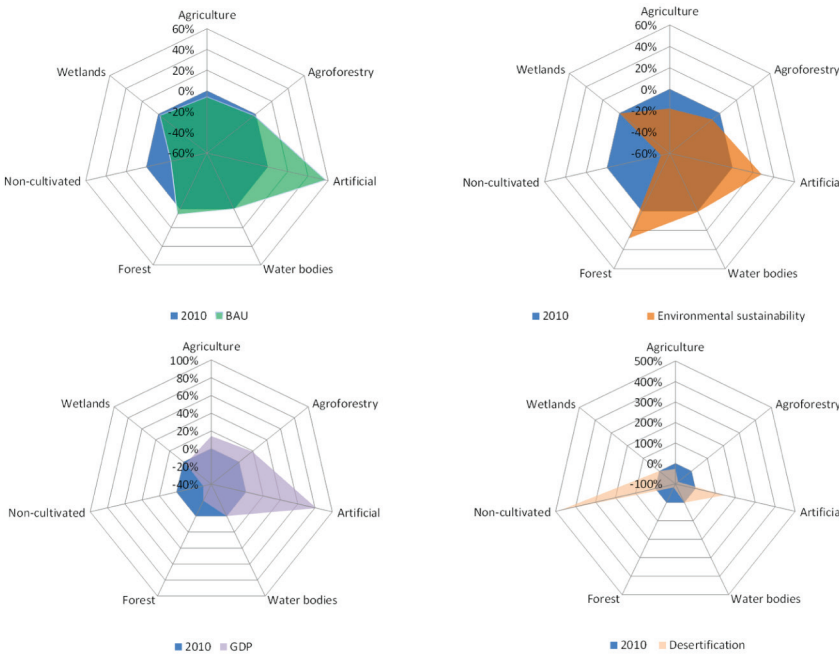 Agriculture
60%
40%
20%
0%
-20%
-40%
-60%
Agroforestry
Artificial
Water bodies
Forest
Non-cultivated
Wetlands
2010 BAU
Agriculture
60%
40%
20%
0%
-20%
-40%
-60%
Agroforestry
Artificial
Water bodies
Forest
Non-cultivated
Wetlands
2010 Environmental sustainability
Agriculture
100%
80%
60%
40%
20%
0%
-20%
-40%
Agroforestry
Artificial
Water bodies
Forest
Non-cultivated
Wetlands
2010 GDP
Agriculture
500%
400%
300%
200%
100%
0%
-100%
Agroforestry
Artificial
Water bodies
Forest
Non-cultivated
Wetlands
2010 Desertification